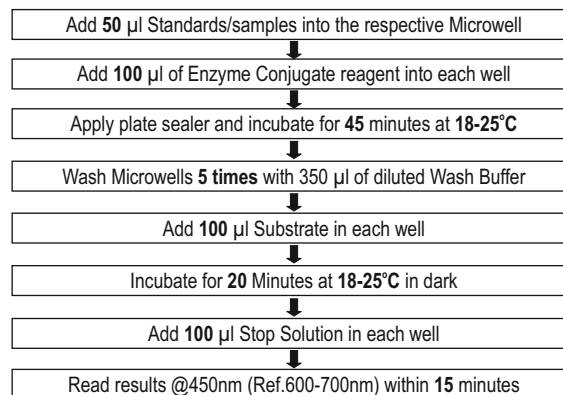 Add 50 µl Standards/samples into the respective Microwell
Add 100 µl of Enzyme Conjugate reagent into each well
Apply plate sealer and incubate for 45 minutes at 18-25°C
Wash Microwells 5 times with 350 µl of diluted Wash Buffer
Add 100 µl Substrate in each well
Incubate for 20 Minutes at 18-25°C in dark
Add 100 µl Stop Solution in each well
Read results @450nm (Ref.600-700nm) within 15 minutes